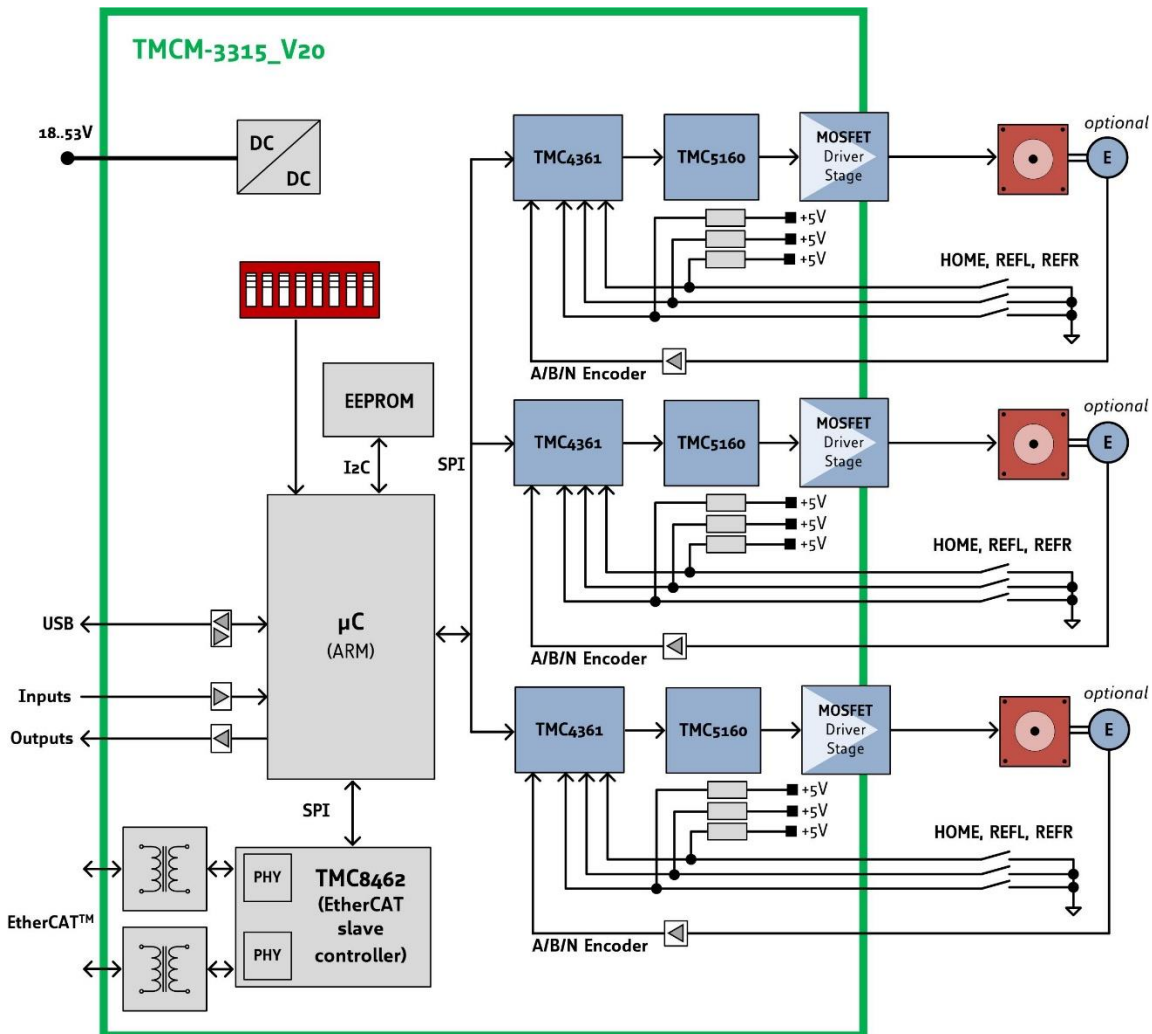 TMCM-3315_V20
18..53V
DC
DC
EEPROM
I2C
SPI
µC
(ARM)
USB
Inputs
Outputs
SPI
EtherCAT™
PHY
PHY
TMC8462
(EtherCAT
slave
controller)
TMC4361
TMC5160
MOSFET
Driver
Stage
optional
E
+5V
+5V
+5V
HOME, REFL, REFR
A/B/N Encoder
TMC4361
TMC5160
MOSFET
Driver
Stage
optional
E
+5V
+5V
+5V
HOME, REFL, REFR
A/B/N Encoder
TMC4361
TMC5160
MOSFET
Driver
Stage
optional
E
+5V
+5V
+5V
HOME, REFL, REFR
A/B/N Encoder